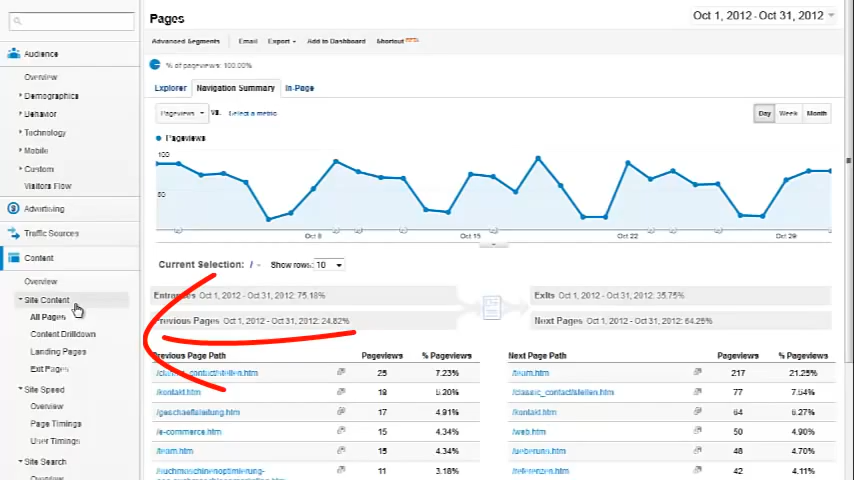 Pages
Oct 1, 2012 - Oct 31, 2012
Advanced Segments Email Export Add to Dashboard Shortcut BETA
% of pageviews: 100.00%
Explorer Navigation Summary In-Page
Pageviews VS. Select a metric
Day Week Month
Pageviews
100
50
Oct 8 Oct 15 Oct 22 Oct 29
Current Selection: / Show rows: 10
Entrances Oct 1, 2012 - Oct 31, 2012: 75.18%
Exits Oct 1, 2012 - Oct 31, 2012: 35.75%
Previous Pages Oct 1, 2012 - Oct 31, 2012: 24.82%
Next Pages Oct 1, 2012 - Oct 31, 2012: 64.25%
Previous Page Path Pageviews % Pageviews
25 7.23%
/kontakt.htm 18 5.20%
/geschaeftsleitung.htm 17 4.91%
/e-commerce.htm 15 4.34%
/team.htm 15 4.34%
/suchmaschinenoptimierung- 11 3.18%
Next Page Path Pageviews % Pageviews
/team.htm 217 21.25%
/classic_contact/stellen.htm 77 7.54%
/kontakt.htm 64 6.27%
/web.htm 50 4.90%
/ueberuns.htm 48 4.70%
/referenzen.htm 42 4.11%
Audience
Overview
Demographics
Behavior
Technology
Mobile
Custom
Visitors Flow
Advertising
Traffic Sources
Content
Overview
Site Content
All Pages
Content Drilldown
Landing Pages
Exit Pages
Site Speed
Overview
Page Timings
User Timings
Site Search
Overview